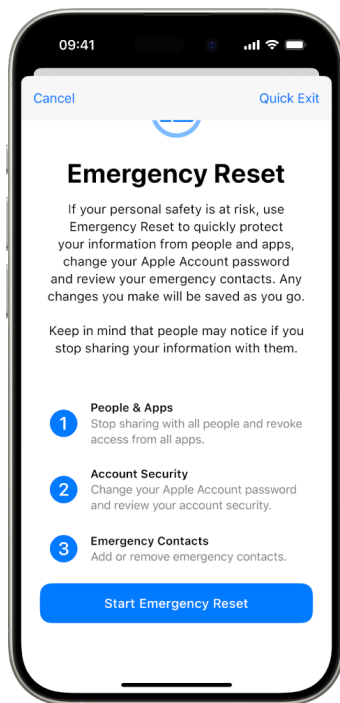 09:41
Cancel
Quick Exit
Emergency Reset
If your personal safety is at risk, use
Emergency Reset to quickly protect
your information from people and apps,
change your Apple Account password
and review your emergency contacts. Any
changes you make will be saved as you go.
Keep in mind that people may notice if you
stop sharing your information with them.
1
People & Apps
Stop sharing with all people and revoke
access from all apps.
2
Account Security
Change your Apple Account password
and review your account security.
3
Emergency Contacts
Add or remove emergency contacts.
Start Emergency Reset